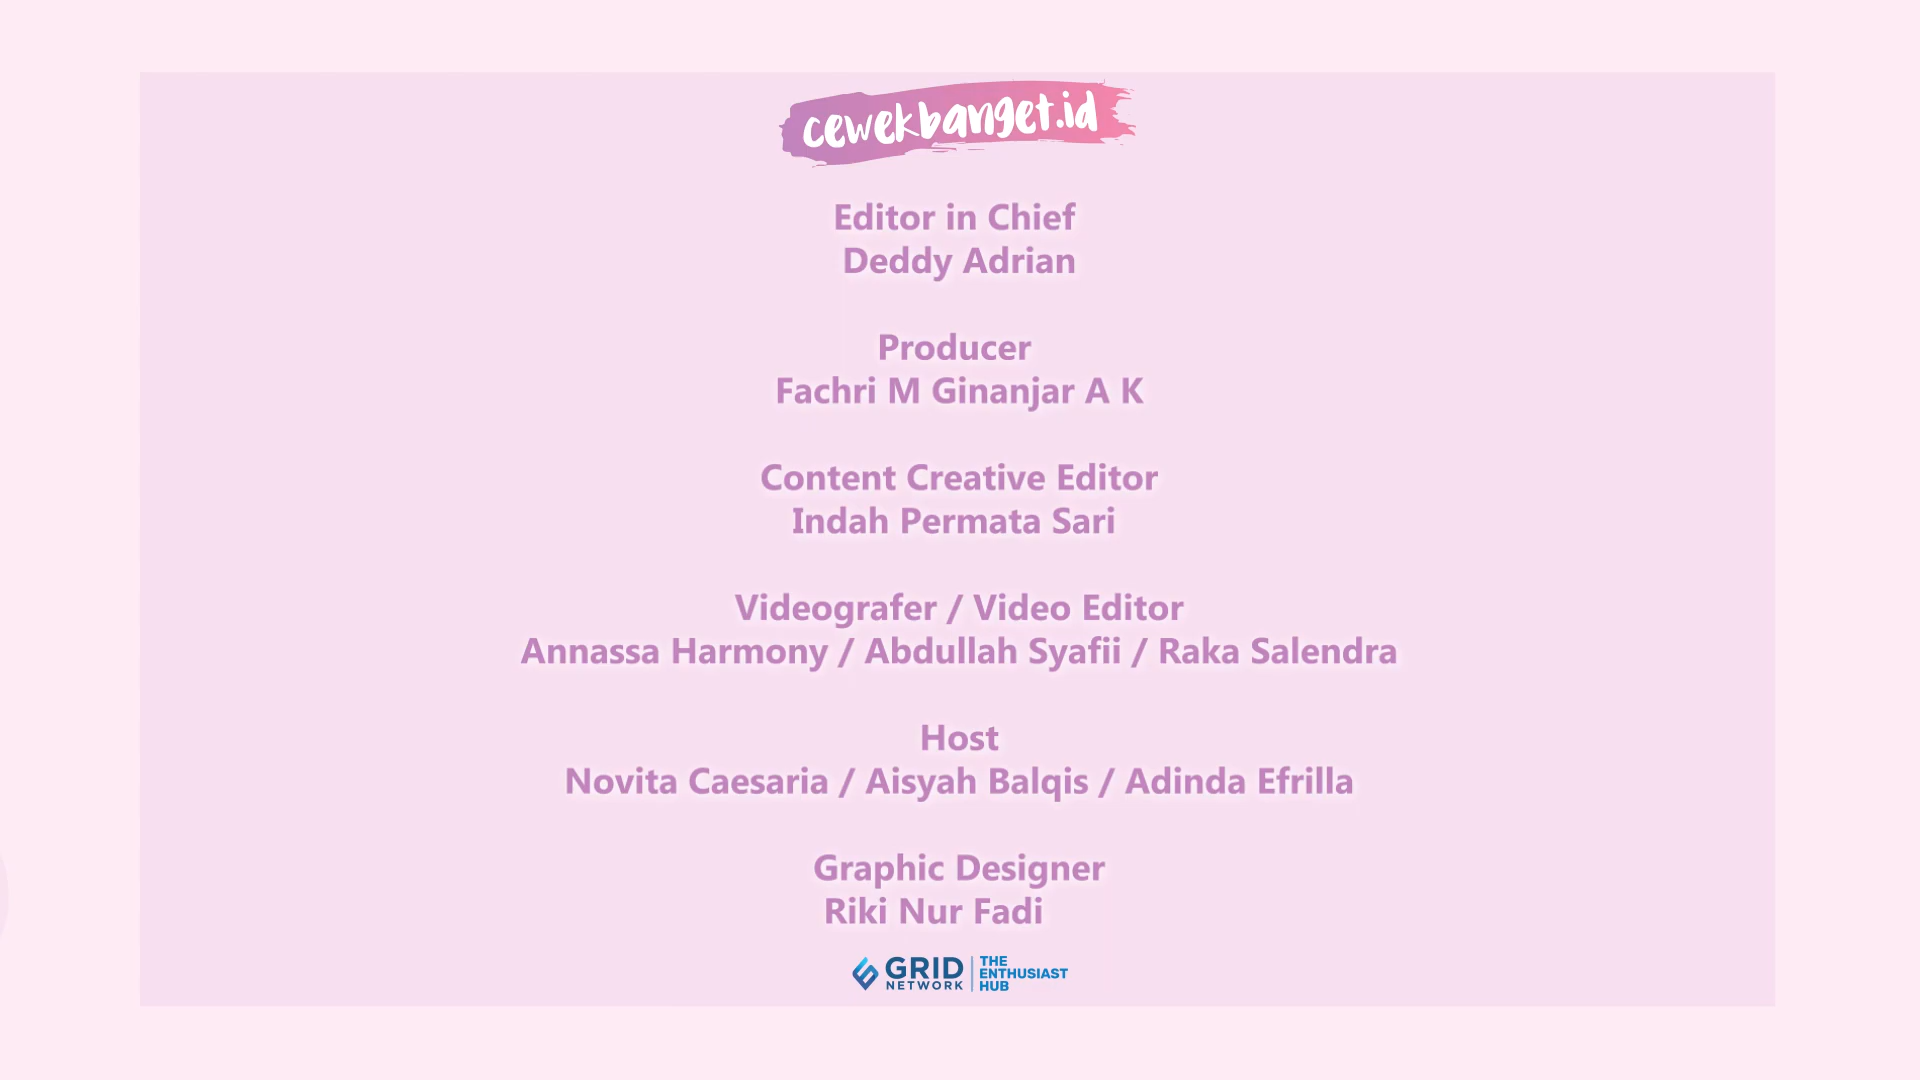 cewekbanget.id
Editor in Chief
Deddy Adrian
Producer
Fachri M Ginanjar A K
Content Creative Editor
Indah Permata Sari
Videografer / Video Editor
Annassa Harmony / Abdullah Syafii / Raka Salendra
Host
Novita Caesaria / Aisyah Balqis / Adinda Efrilla
Graphic Designer
Riki Nur Fadi
GRID
NETWORK
THE
ENTHUSIAST
HUB